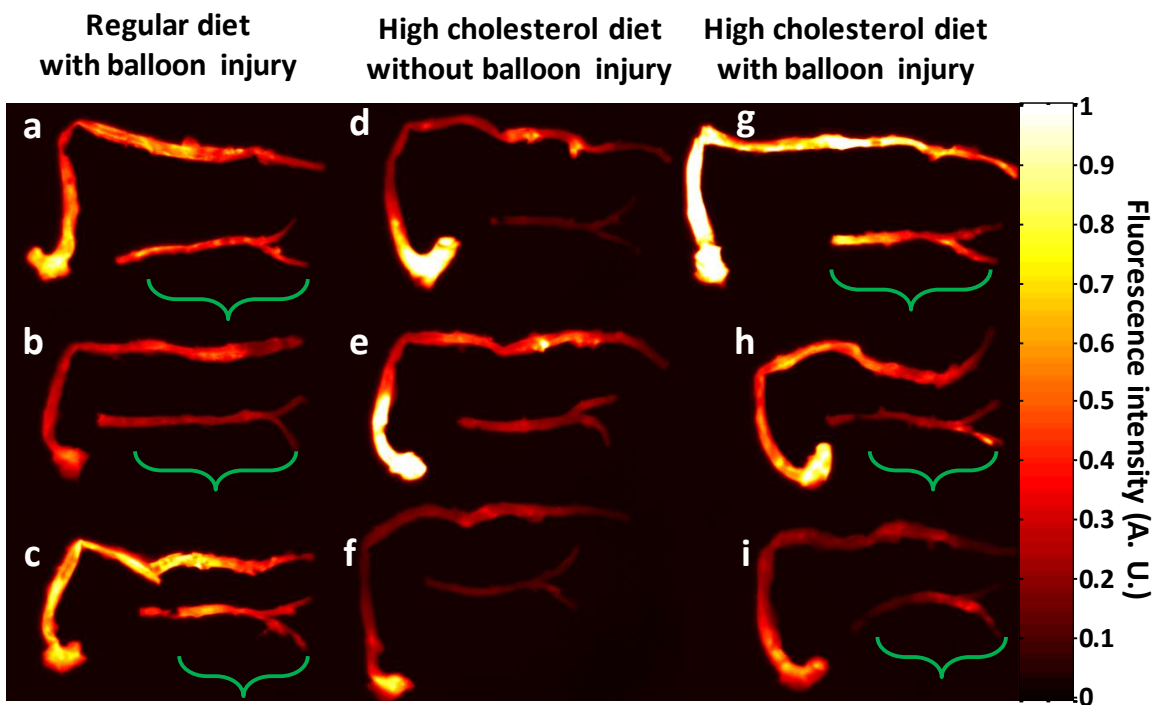 Regular diet
with balloon injury
High cholesterol diet
without balloon injury
High cholesterol diet
with balloon injury
a
d
g
b
e
h
c
f
i
1
0.9
0.8
0.7
0.6
0.5
0.4
0.3
0.2
0.1
0
Fluorescence intensity (A. U.)